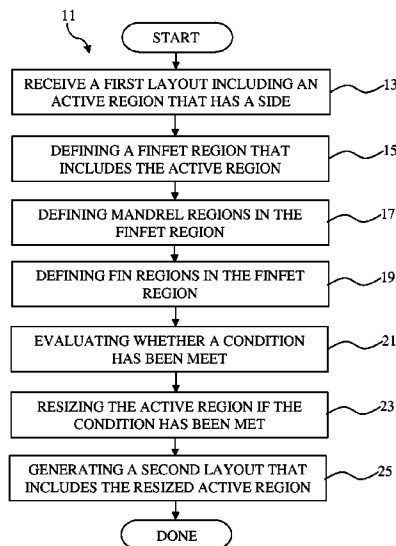 11
START
RECEIVE A FIRST LAYOUT INCLUDING AN
ACTIVE REGION THAT HAS A SIDE
13
DEFINING A FINFET REGION THAT
INCLUDES THE ACTIVE REGION
15
DEFINING MANDREL REGIONS IN THE
FINFET REGION
17
DEFINING FIN REGIONS IN THE FINFET
REGION
19
EVALUATING WHETHER A CONDITION
HAS BEEN MEET
21
RESIZING THE ACTIVE REGION IF THE
CONDITION HAS BEEN MET
23
GENERATING A SECOND LAYOUT THAT
INCLUDES THE RESIZED ACTIVE REGION
25
DONE